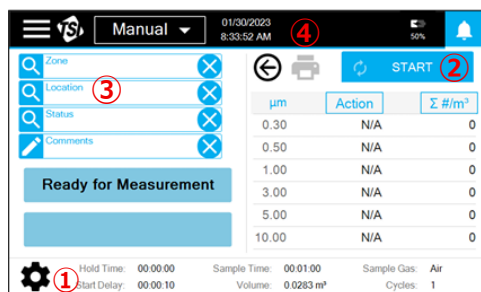 TSI Manual 01/30/2023
8:33:52 AM ④ 50%
Zone
Location ③
Status
Comments
Ready for Measurement
START ②
µm Action Σ #/m³
0.30 N/A 0
0.50 N/A 0
1.00 N/A 0
3.00 N/A 0
5.00 N/A 0
10.00 N/A 0
① Hold Time: 00:00:00 Sample Time: 00:01:00 Sample Gas: Air
Start Delay: 00:00:10 Volume: 0.0283 m³ Cycles: 1